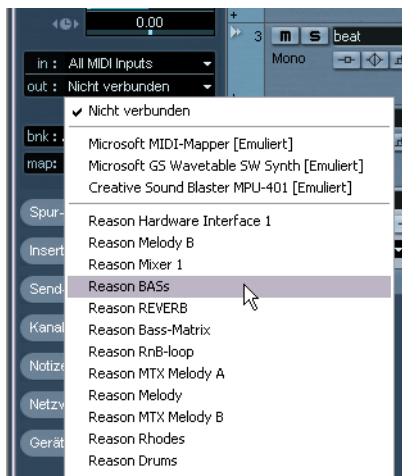 0.00
3 m S beat
in : All MIDI Inputs
Mono
out : Nicht verbunden
Nicht verbunden
bnk :
Microsoft MIDI-Mapper [Emuliert]
map:
Microsoft GS Wavetable SW Synth [Emuliert]
Creative Sound Blaster MPU-401 [Emuliert]
Spur-
Reason Hardware Interface 1
Reason Melody B
Insert
Reason Mixer 1
Send-
Reason BASs
Reason REVERB
Kanal
Reason Bass-Matrix
Reason RnB-loop
Notize
Reason MTX Melody A
Reason Melody
Netzw
Reason MTX Melody B
Gerät
Reason Rhodes
Reason Drums